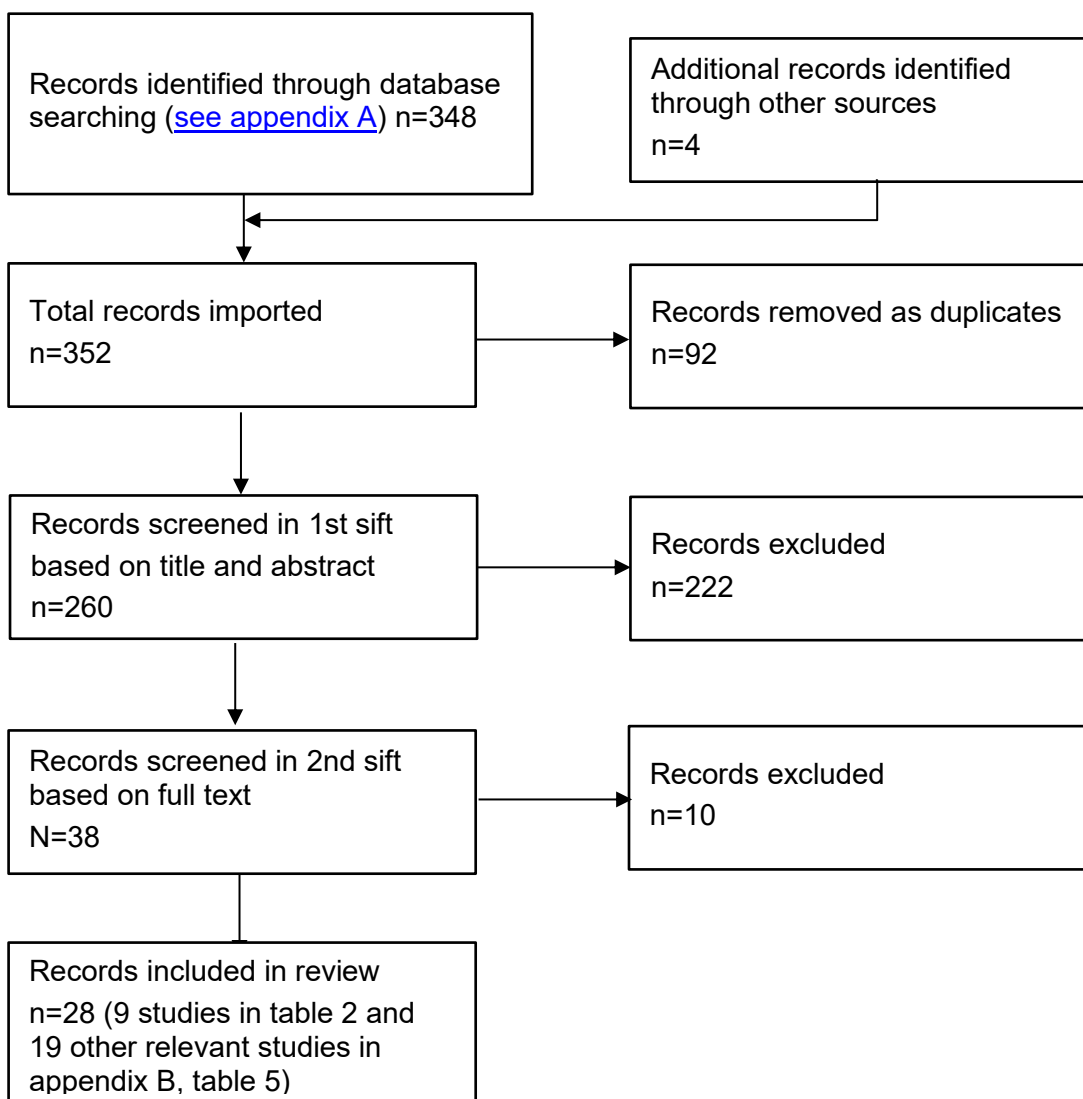 Records identified through database
searching (see appendix A) n=348
Additional records identified
through other sources
n=4
Total records imported
n=352
Records removed as duplicates
n=92
Records screened in 1st sift
based on title and abstract
n=260
Records excluded
n=222
Records screened in 2nd sift
based on full text
N=38
Records excluded
n=10
Records included in review
n=28 (9 studies in table 2 and
19 other relevant studies in
appendix B, table 5)